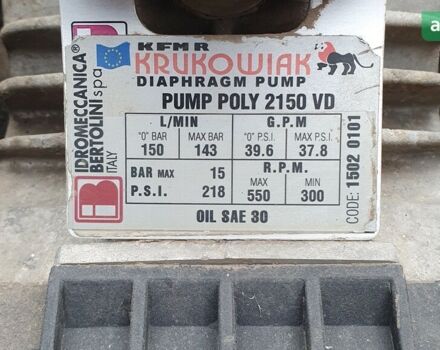 KFMR
KRUKOWIAK
DIAPHRAGM PUMP
PUMP POLY 2150 VD
L/MIN G.P.M
"0" BAR MAX BAR "0" P.S.I. MAX P.S.I.
150 143 39.6 37.8
BAR MAX 15 R.P.M.
P.S.I. 218 MAX MIN
550 300
OIL SAE 30
IDROMECCANICA®
BERTOLINI spa
ITALY
B
CODE: 1502 0101